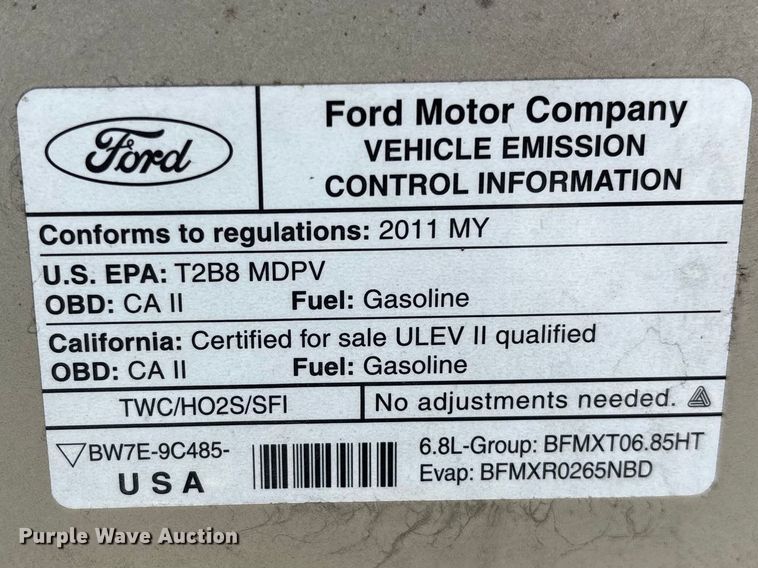 Ford
Ford Motor Company
VEHICLE EMISSION
CONTROL INFORMATION
Conforms to regulations: 2011 MY
U.S. EPA: T2B8 MDPV
OBD: CA II Fuel: Gasoline
California: Certified for sale ULEV II qualified
OBD: CA II Fuel: Gasoline
TWC/HO2S/SFI No adjustments needed.
BW7E-9C485-
USA
6.8L-Group: BFMXT06.85HT
Evap: BFMXR0265NBD
Purple Wave Auction